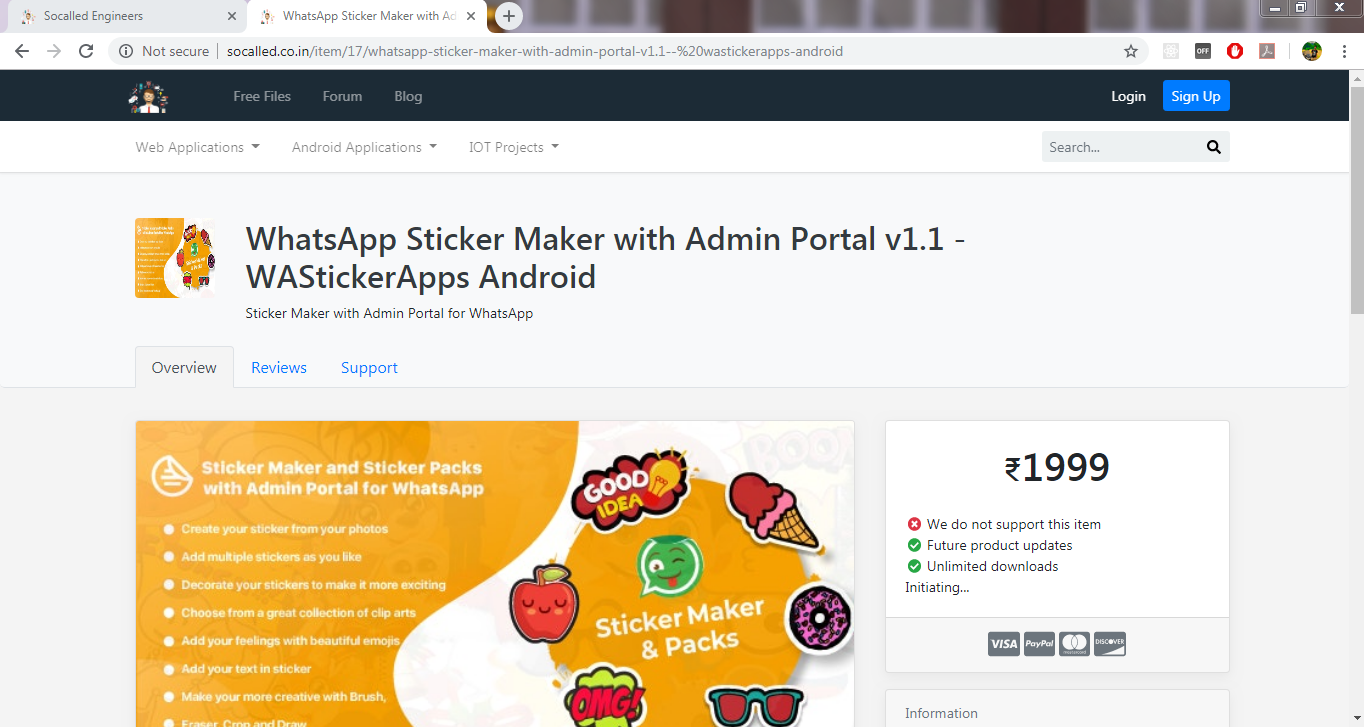 Socalled Engineers
WhatsApp Sticker Maker with Ad
Not secure
socalled.co.in/item/17/whatsapp-sticker-maker-with-admin-portal-v1.1--%20wastickerapps-android
OFF
Free Files
Forum
Blog
Login
Sign Up
Web Applications
Android Applications
IOT Projects
Search...
WhatsApp Sticker Maker with Admin Portal v1.1 -
WAStickerApps Android
Sticker Maker with Admin Portal for WhatsApp
Overview
Reviews
Support
Sticker Maker and Sticker Packs
with Admin Portal for WhatsApp
Create your sticker from your photos
Add multiple stickers as you like
Decorate your stickers to make it more exciting
Choose from a great collection of clip arts
Add your feelings with beautiful emojis
Add your text in sticker
Make your more creative with Brush,
Eraser, Crop and Draw
GOOD
IDEA
BOOM
Sticker Maker
& Packs
OMG!
₹1999
We do not support this item
Future product updates
Unlimited downloads
Initiating...
VISA
PayPal
mastercard
DISCOVER
Information